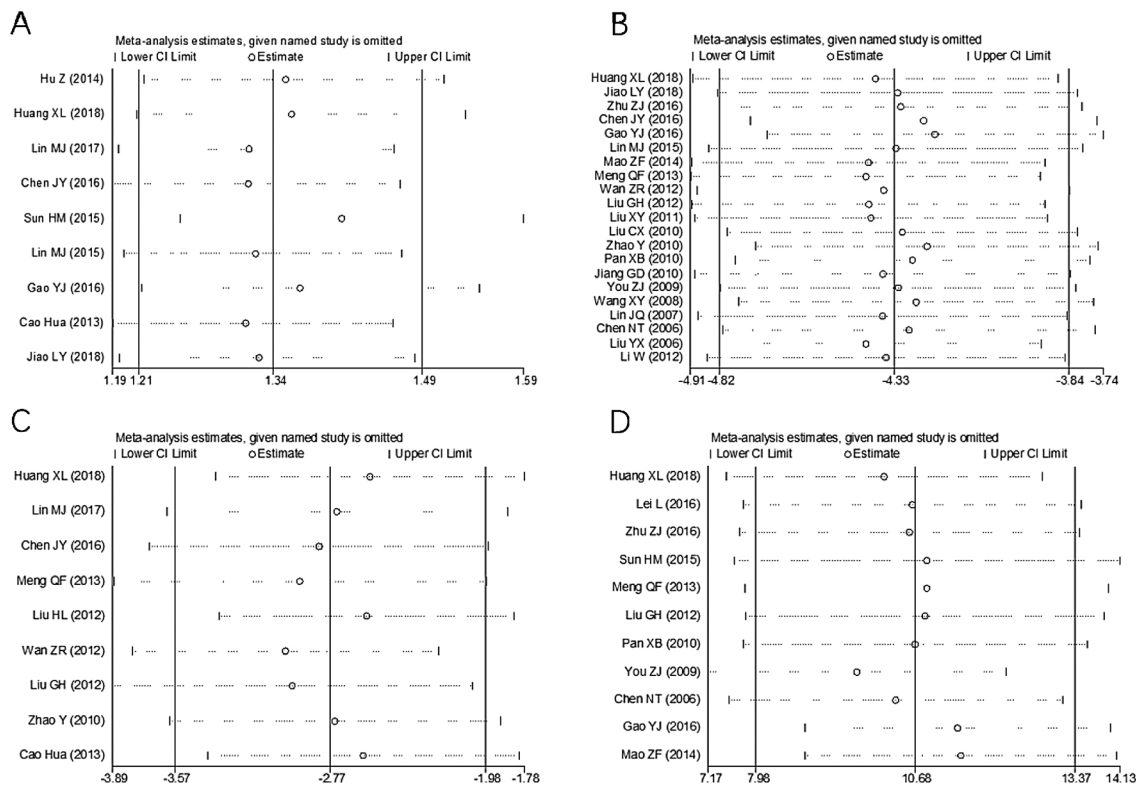 A
Meta-analysis estimates, given named study is omitted
Lower CI Limit Estimate Upper CI Limit
Hu Z (2014)
Huang XL (2018)
Lin MJ (2017)
Chen JY (2016)
Sun HM (2015)
Lin MJ (2015)
Gao YJ (2016)
Cao Hua (2013)
Jiao LY (2018)
1.19 1.21 1.34 1.49 1.59
B
Meta-analysis estimates, given named study is omitted
Lower CI Limit Estimate Upper CI Limit
Huang XL (2018)
Jiao LY (2018)
Zhu ZJ (2016)
Chen JY (2016)
Gao YJ (2016)
Lin MJ (2015)
Mao ZF (2014)
Meng QF (2013)
Wan ZR (2012)
Liu GH (2012)
Liu XY (2011)
Liu CX (2010)
Zhao Y (2010)
Pan XB (2010)
Jiang GD (2010)
You ZJ (2009)
Wang XY (2008)
Lin JQ (2007)
Chen NT (2006)
Liu YX (2006)
Li W (2012)
-4.91 -4.82 -4.33 -3.84 -3.74
C
Meta-analysis estimates, given named study is omitted
Lower CI Limit Estimate Upper CI Limit
Huang XL (2018)
Lin MJ (2017)
Chen JY (2016)
Meng QF (2013)
Liu HL (2012)
Wan ZR (2012)
Liu GH (2012)
Zhao Y (2010)
Cao Hua (2013)
-3.89 -3.57 -2.77 -1.98 -1.78
D
Meta-analysis estimates, given named study is omitted
Lower CI Limit Estimate Upper CI Limit
Huang XL (2018)
Lei L (2016)
Zhu ZJ (2016)
Sun HM (2015)
Meng QF (2013)
Liu GH (2012)
Pan XB (2010)
You ZJ (2009)
Chen NT (2006)
Gao YJ (2016)
Mao ZF (2014)
7.17 7.98 10.68 13.37 14.13